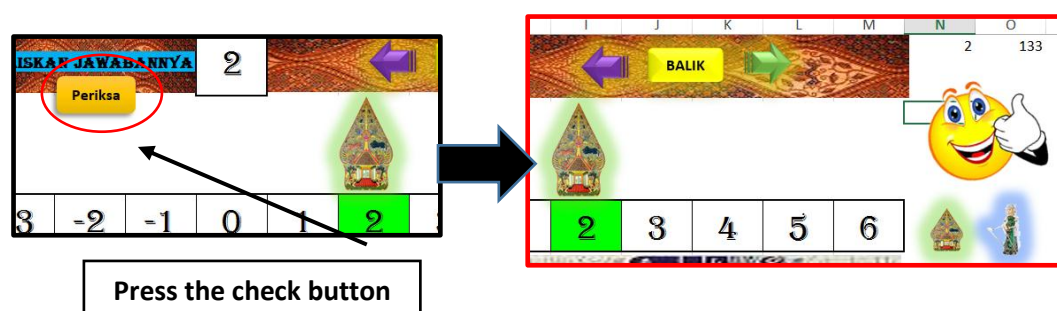 ISKAN JAWABANNYA 2
Periksa
3 -2 -1 0 1 2
Press the check button
I J K L M N O
2 133
BALIK
2 3 4 5 6